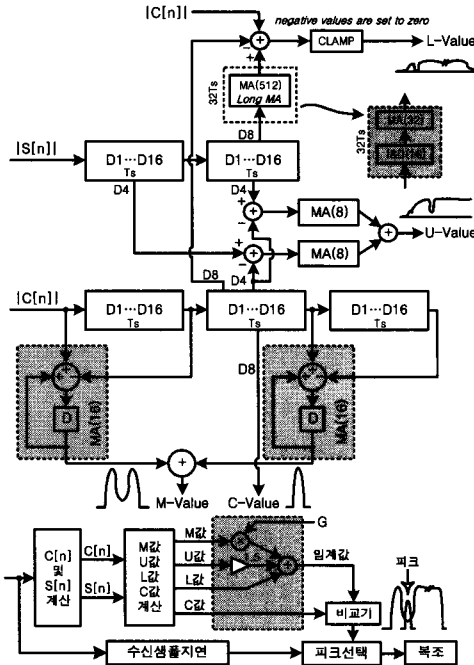 |C[n]|
negative values are set to zero
CLAMP
L-Value
32Ts
MA(512)
Long MA
D8
MA(32)
32Ts
|S[n]|
D1…D16
Ts
D1…D16
Ts
D4
D4
MA(8)
MA(8)
U-Value
D8
D4
|C[n]|
D1…D16
Ts
D1…D16
Ts
D1…D16
Ts
D8
D
MA(16)
D
MA(16)
M-Value
C-Value
G
C[n]
및
S[n]
계산
C[n]
S[n]
M값
U값
L값
C값
계산
M값
U값
L값
C값
임계값
피크
비교기
수신샘플지연
피크선택
복조